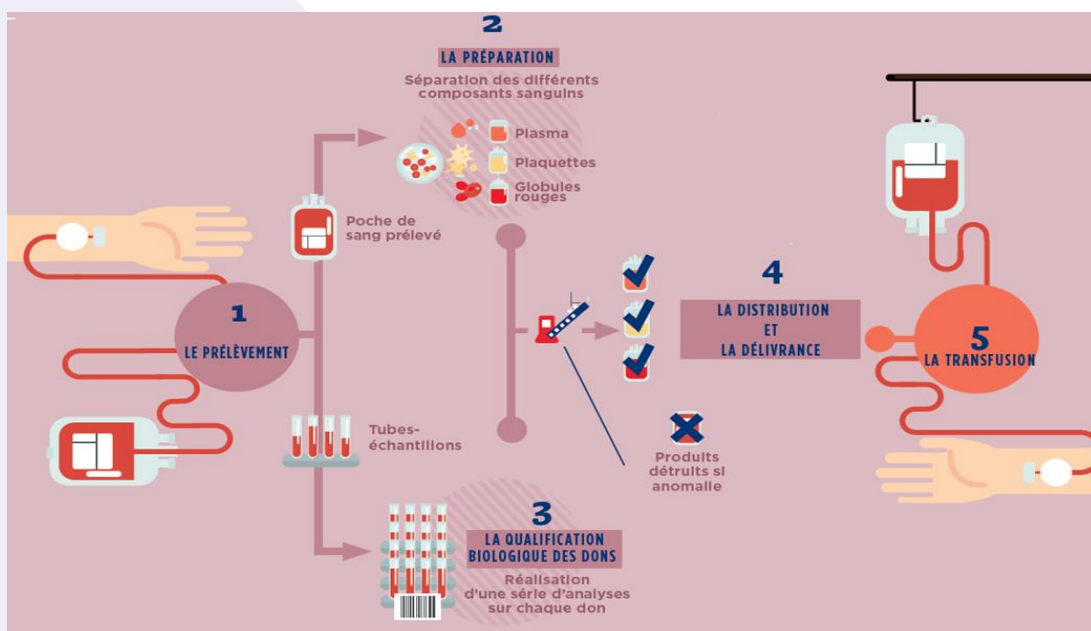 1
LE PRÉLÈVEMENT
Poche de
sang prélevé
Tubes-
échantillons
2
LA PRÉPARATION
Séparation des différents
composants sanguins
Plasma
Plaquettes
Globules
rouges
3
LA QUALIFICATION
BIOLOGIQUE DES DONS
Réalisation
d'une série d'analyses
sur chaque don
Produits
détruits si
anomalie
4
LA DISTRIBUTION
ET
LA DÉLIVRANCE
5
LA TRANSFUSION